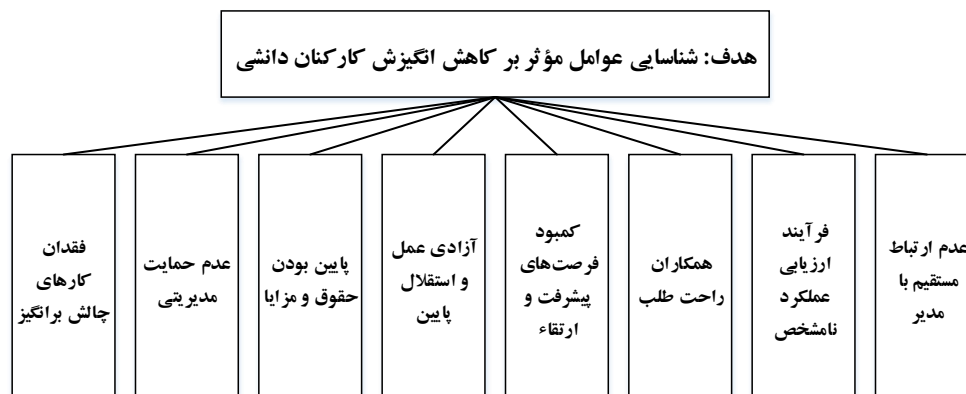 هدف: شناسایی عوامل مؤثر بر کاهش انگیزش کارکنان دانشی
عدم ارتباط
مستقیم با
مدیر
فرآیند
ارزیابی
عملکرد
نامشخص
همکاران
راحت طلب
کمبود
فرصت‌های
پیشرفت و
ارتقاء
آزادی عمل
و استقلال
پایین
پایین بودن
حقوق و مزایا
عدم حمایت
مدیریتی
فقدان
کارهای
چالش برانگیز